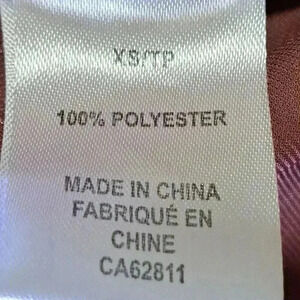 XS/TP
100% POLYESTER
MADE IN CHINA
FABRIQUÉ EN
CHINE
CA62811